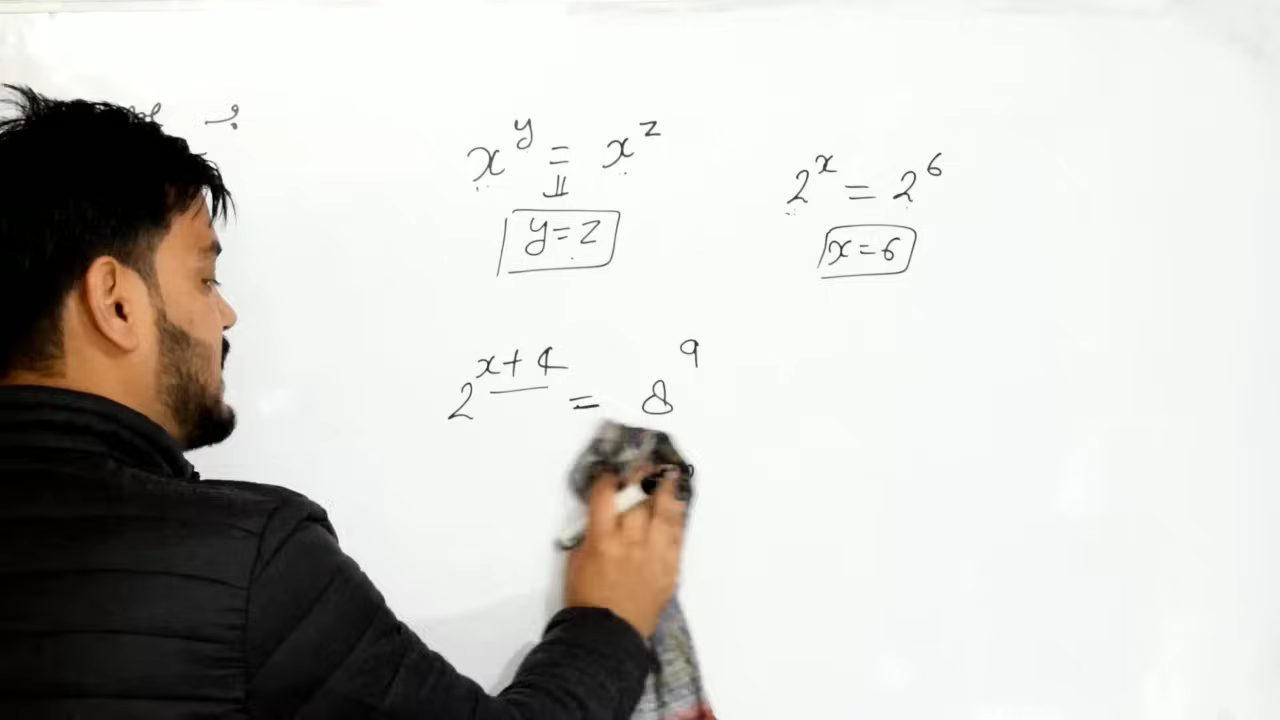 x^y = x^z
⇓
y = z
2^x = 2^6
x = 6
2^{x+4} = 8^9